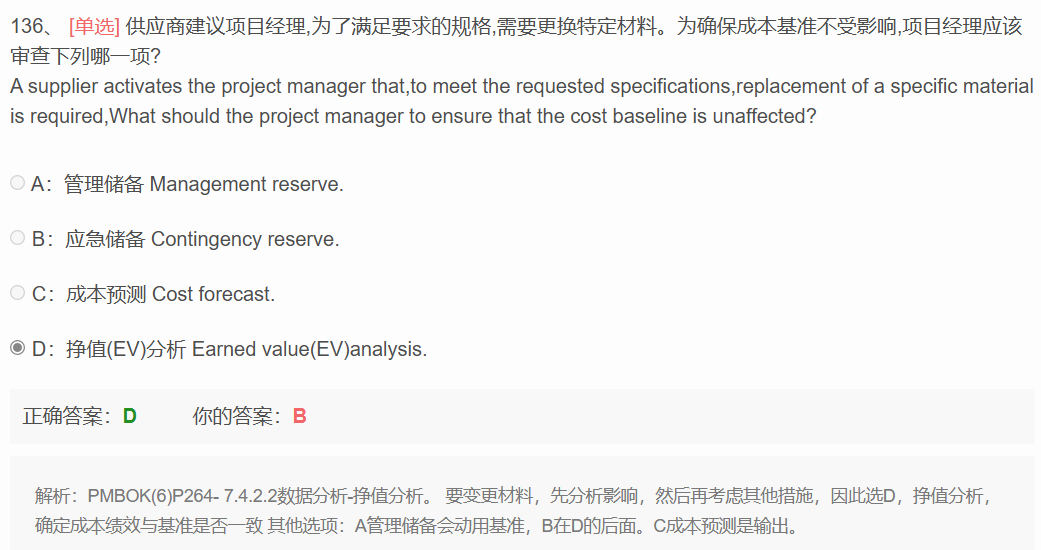 136、 [单选] 供应商建议项目经理,为了满足要求的规格,需要更换特定材料。为确保成本基准不受影响,项目经理应该
审查下列哪一项?
A supplier activates the project manager that,to meet the requested specifications,replacement of a specific material
is required,What should the project manager to ensure that the cost baseline is unaffected?
A：管理储备 Management reserve.
B：应急储备 Contingency reserve.
C：成本预测 Cost forecast.
D：挣值(EV)分析 Earned value(EV)analysis.
正确答案：D 你的答案：B
解析：PMBOK(6)P264- 7.4.2.2数据分析-挣值分析。 要变更材料，先分析影响，然后再考虑其他措施，因此选D，挣值分析，
确定成本绩效与基准是否一致 其他选项：A管理储备会动用基准，B在D的后面。C成本预测是输出。